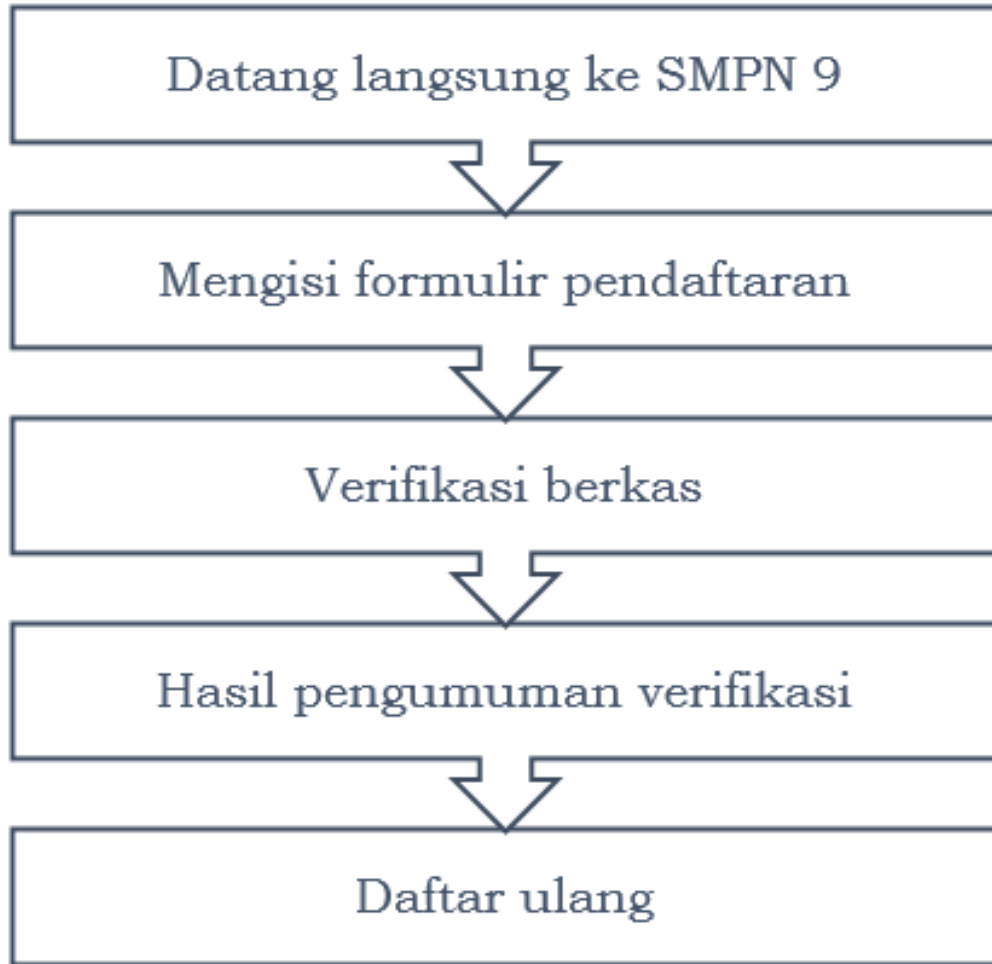 Datang langsung ke SMPN 9
Mengisi formulir pendaftaran
Verifikasi berkas
Hasil pengumuman verifikasi
Daftar ulang